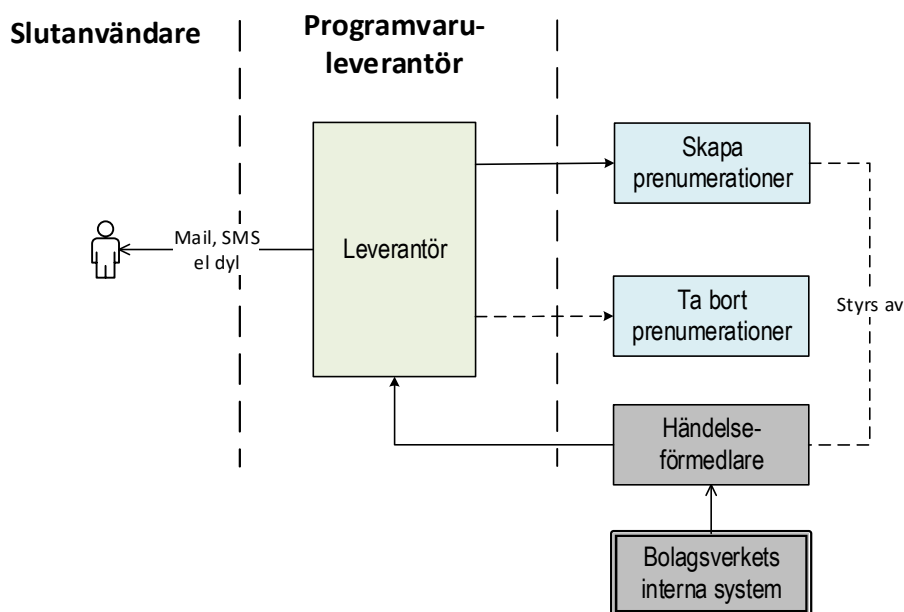 Slutanvändare
Programvaru-
leverantör
Skapa
prenumerationer
Mail, SMS
el dyl
Leverantör
Ta bort
prenumerationer
Styrs av
Händelse-
förmedlare
Bolagsverkets
interna system